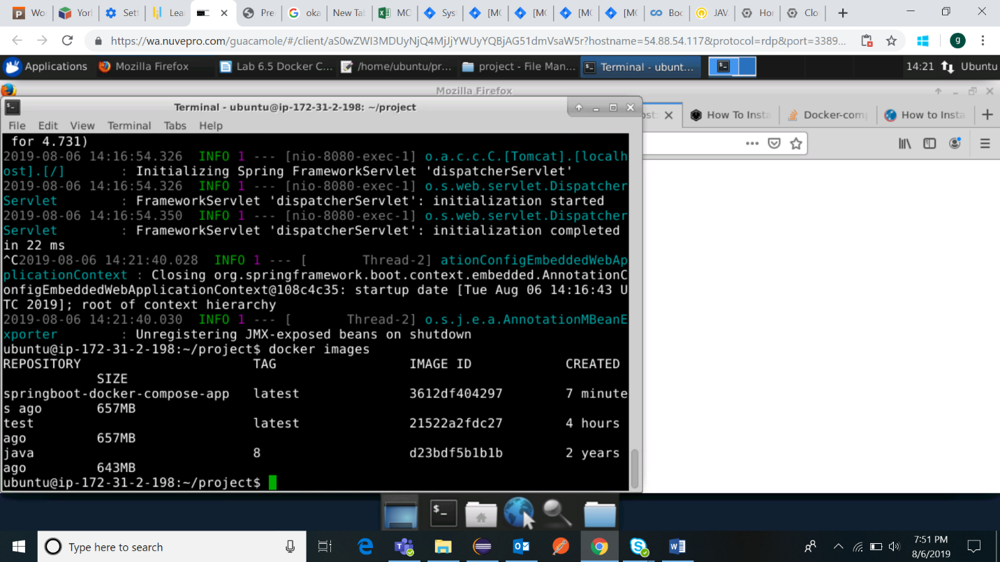 Wo
York
Sett
Lea
Pre
oka
New Tab
MC
Sys
[MC
[MC
[MC
[MC
Boo
JAV
Hor
Clo
https://wa.nuvepro.com/guacamole/#/client/aS0wZWI3MDUyNjQ4MjJjYWUyYQBjAG51dmVsaW5r?hostname=54.88.54.117&protocol=rdp&port=3389...
g
Applications
Mozilla Firefox
Lab 6.5 Docker C...
/home/ubuntu/pr...
project - File Man...
Terminal - ubunt...
14:21
Ubuntu
Mozilla Firefox
Terminal - ubuntu@ip-172-31-2-198: ~/project
ost:
How To Insta
Docker-comp
How to Insta
File Edit View Terminal Tabs Help
for 4.731)
2019-08-06 14:16:54.326  INFO 1 --- [nio-8080-exec-1] o.a.c.c.C.[Tomcat].[localh
ost].[/]       : Initializing Spring FrameworkServlet 'dispatcherServlet'
2019-08-06 14:16:54.326  INFO 1 --- [nio-8080-exec-1] o.s.web.servlet.Dispatcher
Servlet        : FrameworkServlet 'dispatcherServlet': initialization started
2019-08-06 14:16:54.350  INFO 1 --- [nio-8080-exec-1] o.s.web.servlet.Dispatcher
Servlet        : FrameworkServlet 'dispatcherServlet': initialization completed
in 22 ms
^C2019-08-06 14:21:40.028  INFO 1 --- [       Thread-2] ationConfigEmbeddedWebAp
plicationContext : Closing org.springframework.boot.context.embedded.AnnotationC
onfigEmbeddedWebApplicationContext@108c4c35: startup date [Tue Aug 06 14:16:43 U
TC 2019]; root of context hierarchy
2019-08-06 14:21:40.030  INFO 1 --- [       Thread-2] o.s.j.e.a.AnnotationMBeanE
xporter        : Unregistering JMX-exposed beans on shutdown
ubuntu@ip-172-31-2-198:~/project$ docker images
REPOSITORY                      TAG                 IMAGE ID            CREATED
            SIZE
springboot-docker-compose-app   latest              3612df404297        7 minute
s ago       657MB
test                            latest              21522a2fdc27        4 hours
ago         657MB
java                            8                   d23bdf5b1b1b        2 years
ago         643MB
ubuntu@ip-172-31-2-198:~/project$
Type here to search
7:51 PM
8/6/2019